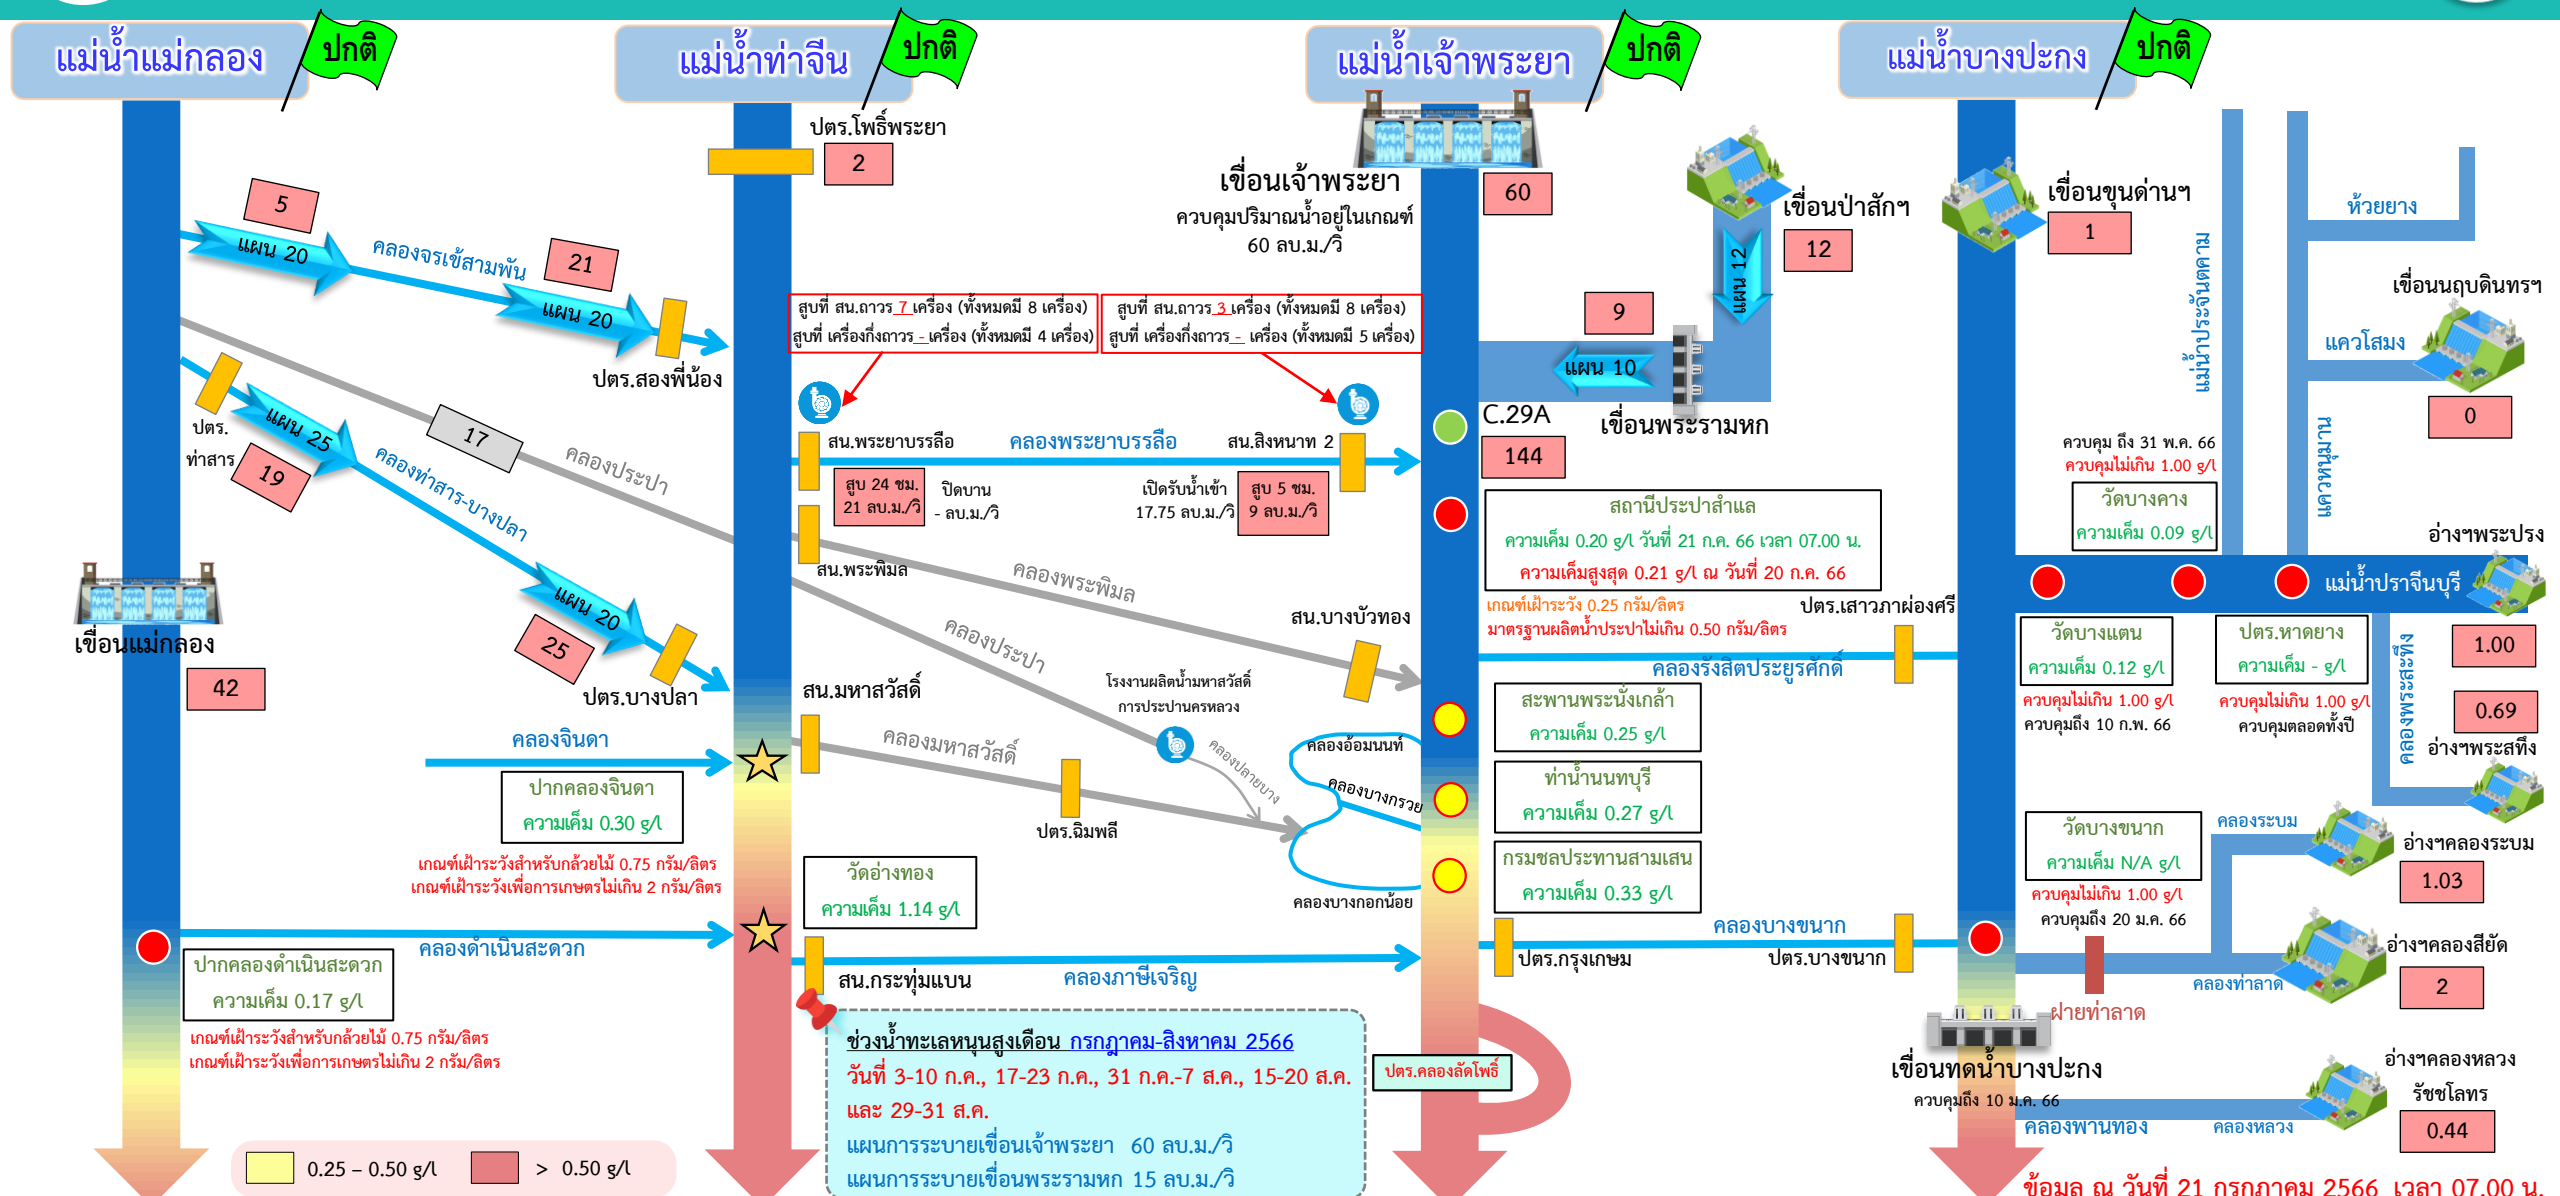 แม่น้ำแม่กลอง
ปกติ
แม่น้ำท่าจีน
ปกติ
แม่น้ำเจ้าพระยา
ปกติ
แม่น้ำบางปะกง
ปกติ
5
แผน 20
คลองจรเข้สามพัน
21
แผน 20
ปตร.สองพี่น้อง
ปตร.
ท่าสาร
แผน 25
19
17
คลองประปา
คลองท่าสาร-บางปลา
แผน 20
25
ปตร.บางปลา
เขื่อนแม่กลอง
42
คลองจินดา
ปากคลองจินดา
ความเค็ม 0.30 g/l
เกณฑ์เฝ้าระวังสำหรับกล้วยไม้ 0.75 กรัม/ลิตร
เกณฑ์เฝ้าระวังเพื่อการเกษตรไม่เกิน 2 กรัม/ลิตร
คลองดำเนินสะดวก
ปากคลองดำเนินสะดวก
ความเค็ม 0.17 g/l
เกณฑ์เฝ้าระวังสำหรับกล้วยไม้ 0.75 กรัม/ลิตร
เกณฑ์เฝ้าระวังเพื่อการเกษตรไม่เกิน 2 กรัม/ลิตร
0.25 – 0.50 g/l
> 0.50 g/l
ปตร.โพธิ์พระยา
2
สูบที่ สน.ถาวร 7 เครื่อง (ทั้งหมดมี 8 เครื่อง)
สูบที่ เครื่องกึ่งถาวร - เครื่อง (ทั้งหมดมี 4 เครื่อง)
สูบที่ สน.ถาวร 3 เครื่อง (ทั้งหมดมี 8 เครื่อง)
สูบที่ เครื่องกึ่งถาวร - เครื่อง (ทั้งหมดมี 5 เครื่อง)
สน.พระยาบรรลือ
คลองพระยาบรรลือ
สน.สิงหนาท 2
สูบ 24 ชม.
21 ลบ.ม./วิ
ปิดบาน
- ลบ.ม./วิ
เปิดรับน้ำเข้า
17.75 ลบ.ม./วิ
สูบ 5 ชม.
9 ลบ.ม./วิ
สน.พระพิมล
คลองพระพิมล
สน.บางบัวทอง
คลองประปา
สน.มหาสวัสดิ์
คลองมหาสวัสดิ์
โรงงานผลิตน้ำมหาสวัสดิ์
การประปานครหลวง
คลองปลายบาง
ปตร.ฉิมพลี
คลองอ้อมนนท์
คลองบางกรวย
คลองบางกอกน้อย
วัดอ่างทอง
ความเค็ม 1.14 g/l
สน.กระทุ่มแบน
คลองภาษีเจริญ
ช่วงน้ำทะเลหนุนสูงเดือน กรกฎาคม-สิงหาคม 2566
วันที่ 3-10 ก.ค., 17-23 ก.ค., 31 ก.ค.-7 ส.ค., 15-20 ส.ค.
และ 29-31 ส.ค.
แผนการระบายเขื่อนเจ้าพระยา 60 ลบ.ม./วิ
แผนการระบายเขื่อนพระรามหก 15 ลบ.ม./วิ
เขื่อนเจ้าพระยา
ควบคุมปริมาณน้ำอยู่ในเกณฑ์
60 ลบ.ม./วิ
60
เขื่อนป่าสักฯ
12
แผน 12
9
แผน 10
เขื่อนพระรามหก
C.29A
144
สถานีประปาสำแล
ความเค็ม 0.20 g/l วันที่ 21 ก.ค. 66 เวลา 07.00 น.
ความเค็มสูงสุด 0.21 g/l ณ วันที่ 20 ก.ค. 66
เกณฑ์เฝ้าระวัง 0.25 กรัม/ลิตร
มาตรฐานผลิตน้ำประปาไม่เกิน 0.50 กรัม/ลิตร
ปตร.เสาวภาผ่องศรี
คลองรังสิตประยูรศักดิ์
สะพานพระนั่งเกล้า
ความเค็ม 0.25 g/l
ท่าน้ำนนทบุรี
ความเค็ม 0.27 g/l
กรมชลประทานสามเสน
ความเค็ม 0.33 g/l
คลองบางขนาก
ปตร.กรุงเกษม
ปตร.บางขนาก
ปตร.คลองลัดโพธิ์
เขื่อนขุนด่านฯ
1
แม่น้ำประจันตคาม
ห้วยยาง
เขื่อนนฤบดินทรฯ
แควโสมง
0
แควหนุมาน
ควบคุม ถึง 31 พ.ค. 66
ควบคุมไม่เกิน 1.00 g/l
วัดบางคาง
ความเค็ม 0.09 g/l
อ่างฯพระปรง
แม่น้ำปราจีนบุรี
1.00
วัดบางแตน
ความเค็ม 0.12 g/l
ควบคุมไม่เกิน 1.00 g/l
ควบคุมถึง 10 ก.พ. 66
ปตร.หาดยาง
ความเค็ม - g/l
ควบคุมไม่เกิน 1.00 g/l
ควบคุมตลอดทั้งปี
คลองพระสะทึง
0.69
อ่างฯพระสทึง
วัดบางขนาก
ความเค็ม N/A g/l
ควบคุมไม่เกิน 1.00 g/l
ควบคุมถึง 20 ม.ค. 66
คลองระบม
อ่างฯคลองระบม
1.03
อ่างฯคลองสียัด
2
คลองท่าลาด
ฝายท่าลาด
เขื่อนทดน้ำบางปะกง
ควบคุมถึง 10 ม.ค. 66
คลองพานทอง
คลองหลวง
อ่างฯคลองหลวง
รัชชโลทร
0.44
ข้อมูล ณ วันที่ 21 กรกฎาคม 2566 เวลา 07.00 น.